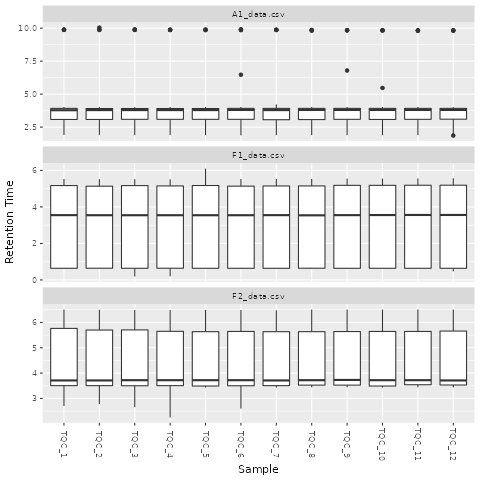 A1_data.csv
10.0
7.5
5.0
2.5
F1_data.csv
6
4
2
0
F2_data.csv
6
5
4
3
Retention Time
TQC_1
TQC_2
TQC_3
TQC_4
TQC_5
TQC_6
TQC_7
TQC_8
TQC_9
TQC_10
TQC_11
TQC_12
Sample